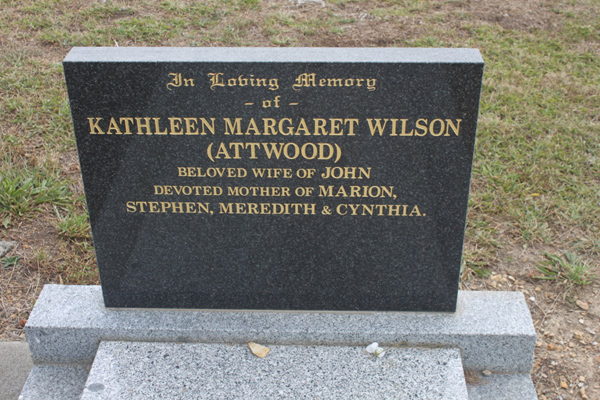 In Loving Memory
- of -
KATHLEEN MARGARET WILSON
(ATTWOOD)
BELOVED WIFE OF JOHN
DEVOTED MOTHER OF MARION,
STEPHEN, MEREDITH & CYNTHIA.